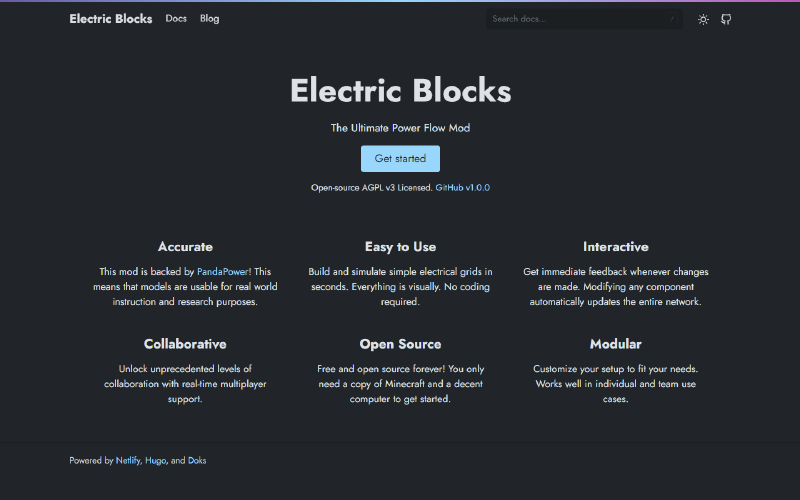 Electric Blocks Docs Blog Search docs... /
Electric Blocks
The Ultimate Power Flow Mod
Get started
Open-source AGPL v3 Licensed. GitHub v1.0.0
Accurate
This mod is backed by PandaPower! This
means that models are usable for real world
instruction and research purposes.
Easy to Use
Build and simulate simple electrical grids in
seconds. Everything is visually. No coding
required.
Interactive
Get immediate feedback whenever changes
are made. Modifying any component
automatically updates the entire network.
Collaborative
Unlock unprecedented levels of
collaboration with real-time multiplayer
support.
Open Source
Free and open source forever! You only
need a copy of Minecraft and a decent
computer to get started.
Modular
Customize your setup to fit your needs.
Works well in individual and team use
cases.
Powered by Netlify, Hugo, and Doks